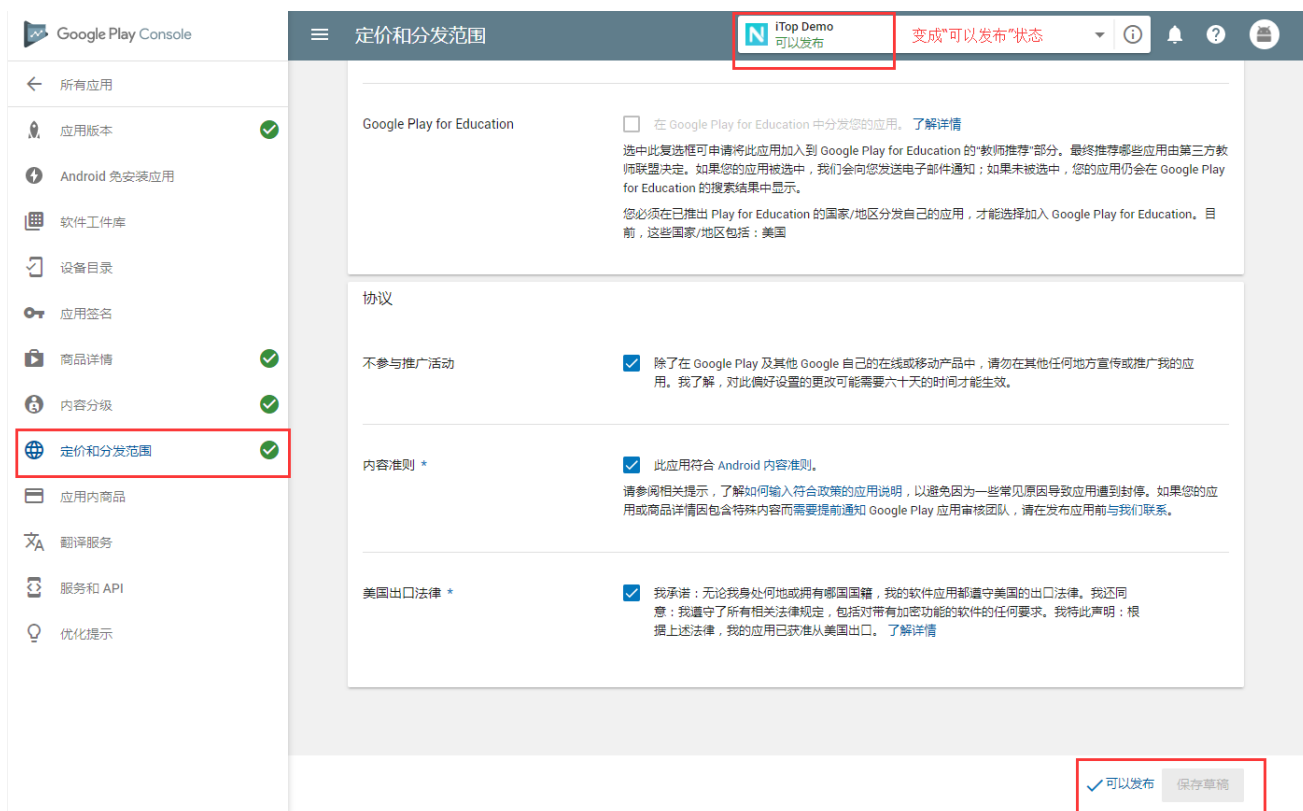 Google Play Console
定价和分发范围
iTop Demo
可以发布
变成"可以发布"状态
所有应用
应用版本
Android 免安装应用
软件工件库
设备目录
应用签名
商品详情
内容分级
定价和分发范围
应用内商品
翻译服务
服务和 API
优化提示
Google Play for Education
在 Google Play for Education 中分发您的应用。 了解详情
选中此复选框可申请将此应用加入到 Google Play for Education 的“教师推荐”部分。最终推荐哪些应用由第三方教
师联盟决定。如果您的应用被选中，我们会向您发送电子邮件通知；如果未被选中，您的应用仍会在 Google Play
for Education 的搜索结果中显示。
您必须在已推出 Play for Education 的国家/地区分发自己的应用，才能选择加入 Google Play for Education。目
前，这些国家/地区包括：美国
协议
不参与推广活动
除了在 Google Play 及其他 Google 自己的在线或移动产品中，请勿在其他任何地方宣传或推广我的应
用。我了解，对此偏好设置的更改可能需要六十天的时间才能生效。
内容准则 *
此应用符合 Android 内容准则。
请参阅相关提示，了解如何输入符合政策的应用说明，以避免因为一些常见原因导致应用遭到封停。如果您的应
用或商品详情因包含特殊内容而需要提前通知 Google Play 应用审核团队，请在发布应用前与我们联系。
美国出口法律 *
我承诺：无论我身处何地或拥有哪国国籍，我的软件应用都遵守美国的出口法律。我还同
意：我遵守了所有相关法律规定，包括对带有加密功能的软件的任何要求。我特此声明：根
据上述法律，我的应用已获准从美国出口。 了解详情
可以发布
保存草稿